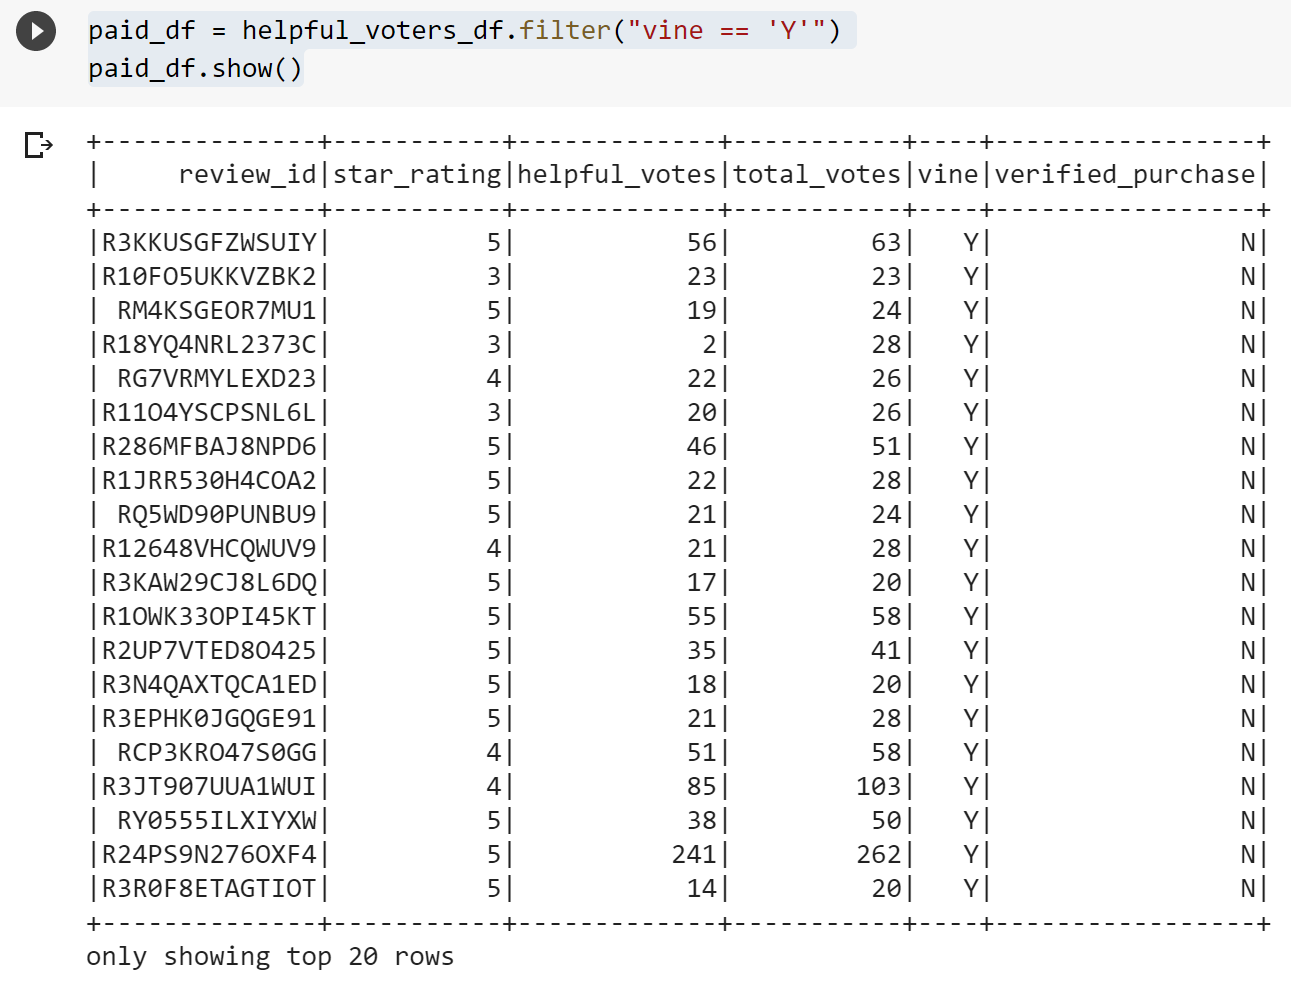 paid_df = helpful_voters_df.filter("vine == 'Y'")
paid_df.show()
+--------------+-----------+-------------+-----------+----+-----------------+
|     review_id|star_rating|helpful_votes|total_votes|vine|verified_purchase|
+--------------+-----------+-------------+-----------+----+-----------------+
|R3KKUSGFZWSUIY|          5|           56|         63|   Y|                N|
|R10FO5UKKVZBK2|          3|           23|         23|   Y|                N|
| RM4KSGEOR7MU1|          5|           19|         24|   Y|                N|
|R18YQ4NRL2373C|          3|            2|         28|   Y|                N|
| RG7VRMYLEXD23|          4|           22|         26|   Y|                N|
|R11O4YSCPSNL6L|          3|           20|         26|   Y|                N|
|R286MFBAJ8NPD6|          5|           46|         51|   Y|                N|
|R1JRR530H4COA2|          5|           22|         28|   Y|                N|
| RQ5WD90PUNBU9|          5|           21|         24|   Y|                N|
|R12648VHCQWUV9|          4|           21|         28|   Y|                N|
|R3KAW29CJ8L6DQ|          5|           17|         20|   Y|                N|
|R1OWK33OPI45KT|          5|           55|         58|   Y|                N|
|R2UP7VTED8O425|          5|           35|         41|   Y|                N|
|R3N4QAXTQCA1ED|          5|           18|         20|   Y|                N|
|R3EPHK0JGQGE91|          5|           21|         28|   Y|                N|
| RCP3KRO47S0GG|          4|           51|         58|   Y|                N|
|R3JT907UUA1WUI|          4|           85|        103|   Y|                N|
| RY0555ILXIYXW|          5|           38|         50|   Y|                N|
|R24PS9N276OXF4|          5|          241|        262|   Y|                N|
|R3R0F8ETAGTIOT|          5|           14|         20|   Y|                N|
+--------------+-----------+-------------+-----------+----+-----------------+
only showing top 20 rows